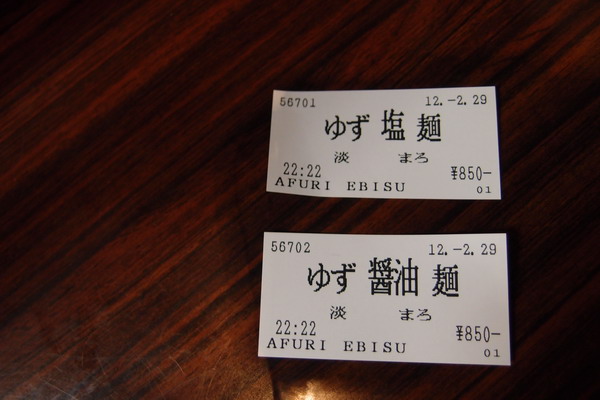 56701 12.-2.29
ゆず 塩 麺
淡 まろ
22:22 ¥850-
AFURI EBISU 01
56702 12.-2.29
ゆず 醤油 麺
淡 まろ
22:22 ¥850-
AFURI EBISU 01